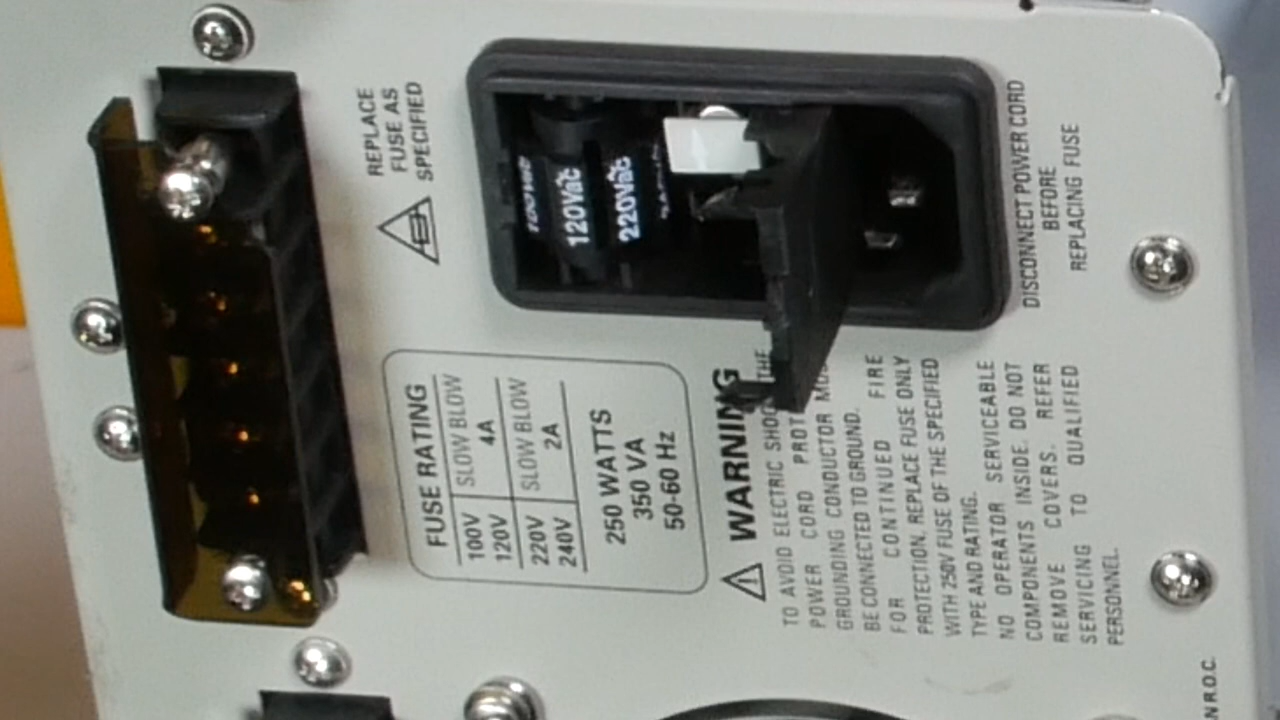 REPLACE
FUSE AS
SPECIFIED
100Vac
120Vac
220Vac
DISCONNECT POWER CORD
BEFORE
REPLACING FUSE
FUSE RATING
100V SLOW BLOW
120V 4A
220V SLOW BLOW
240V 2A
250 WATTS
350 VA
50-60 Hz
WARNING
TO AVOID ELECTRIC THE
POWER CORD
GROUNDING CONDUCTOR
BE CONNECTED TO GROUND.
FOR CONTINUED FIRE
PROTECTION, REPLACE FUSE ONLY
WITH 250V FUSE OF THE SPECIFIED
TYPE AND RATING.
NO OPERATOR SERVICEABLE
COMPONENTS INSIDE. DO NOT
REMOVE COVERS. REFER
SERVICING TO QUALIFIED
PERSONNEL.
N R.O.C.